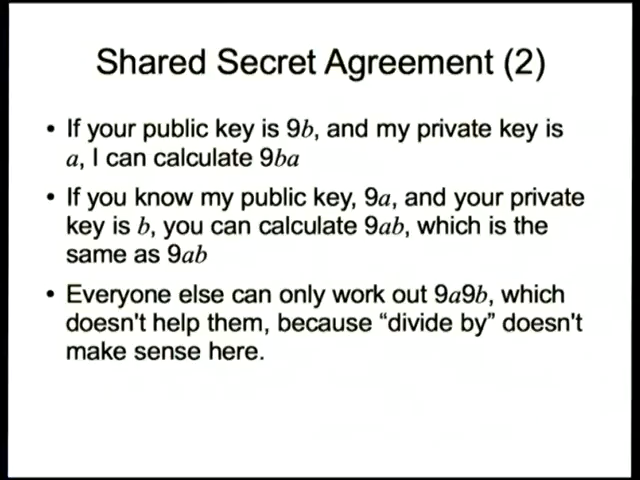 Shared Secret Agreement (2)
• If your public key is 9b, and my private key is
a, I can calculate 9ba
• If you know my public key, 9a, and your private
key is b, you can calculate 9ab, which is the
same as 9ab
• Everyone else can only work out 9a9b, which
doesn't help them, because “divide by” doesn't
make sense here.